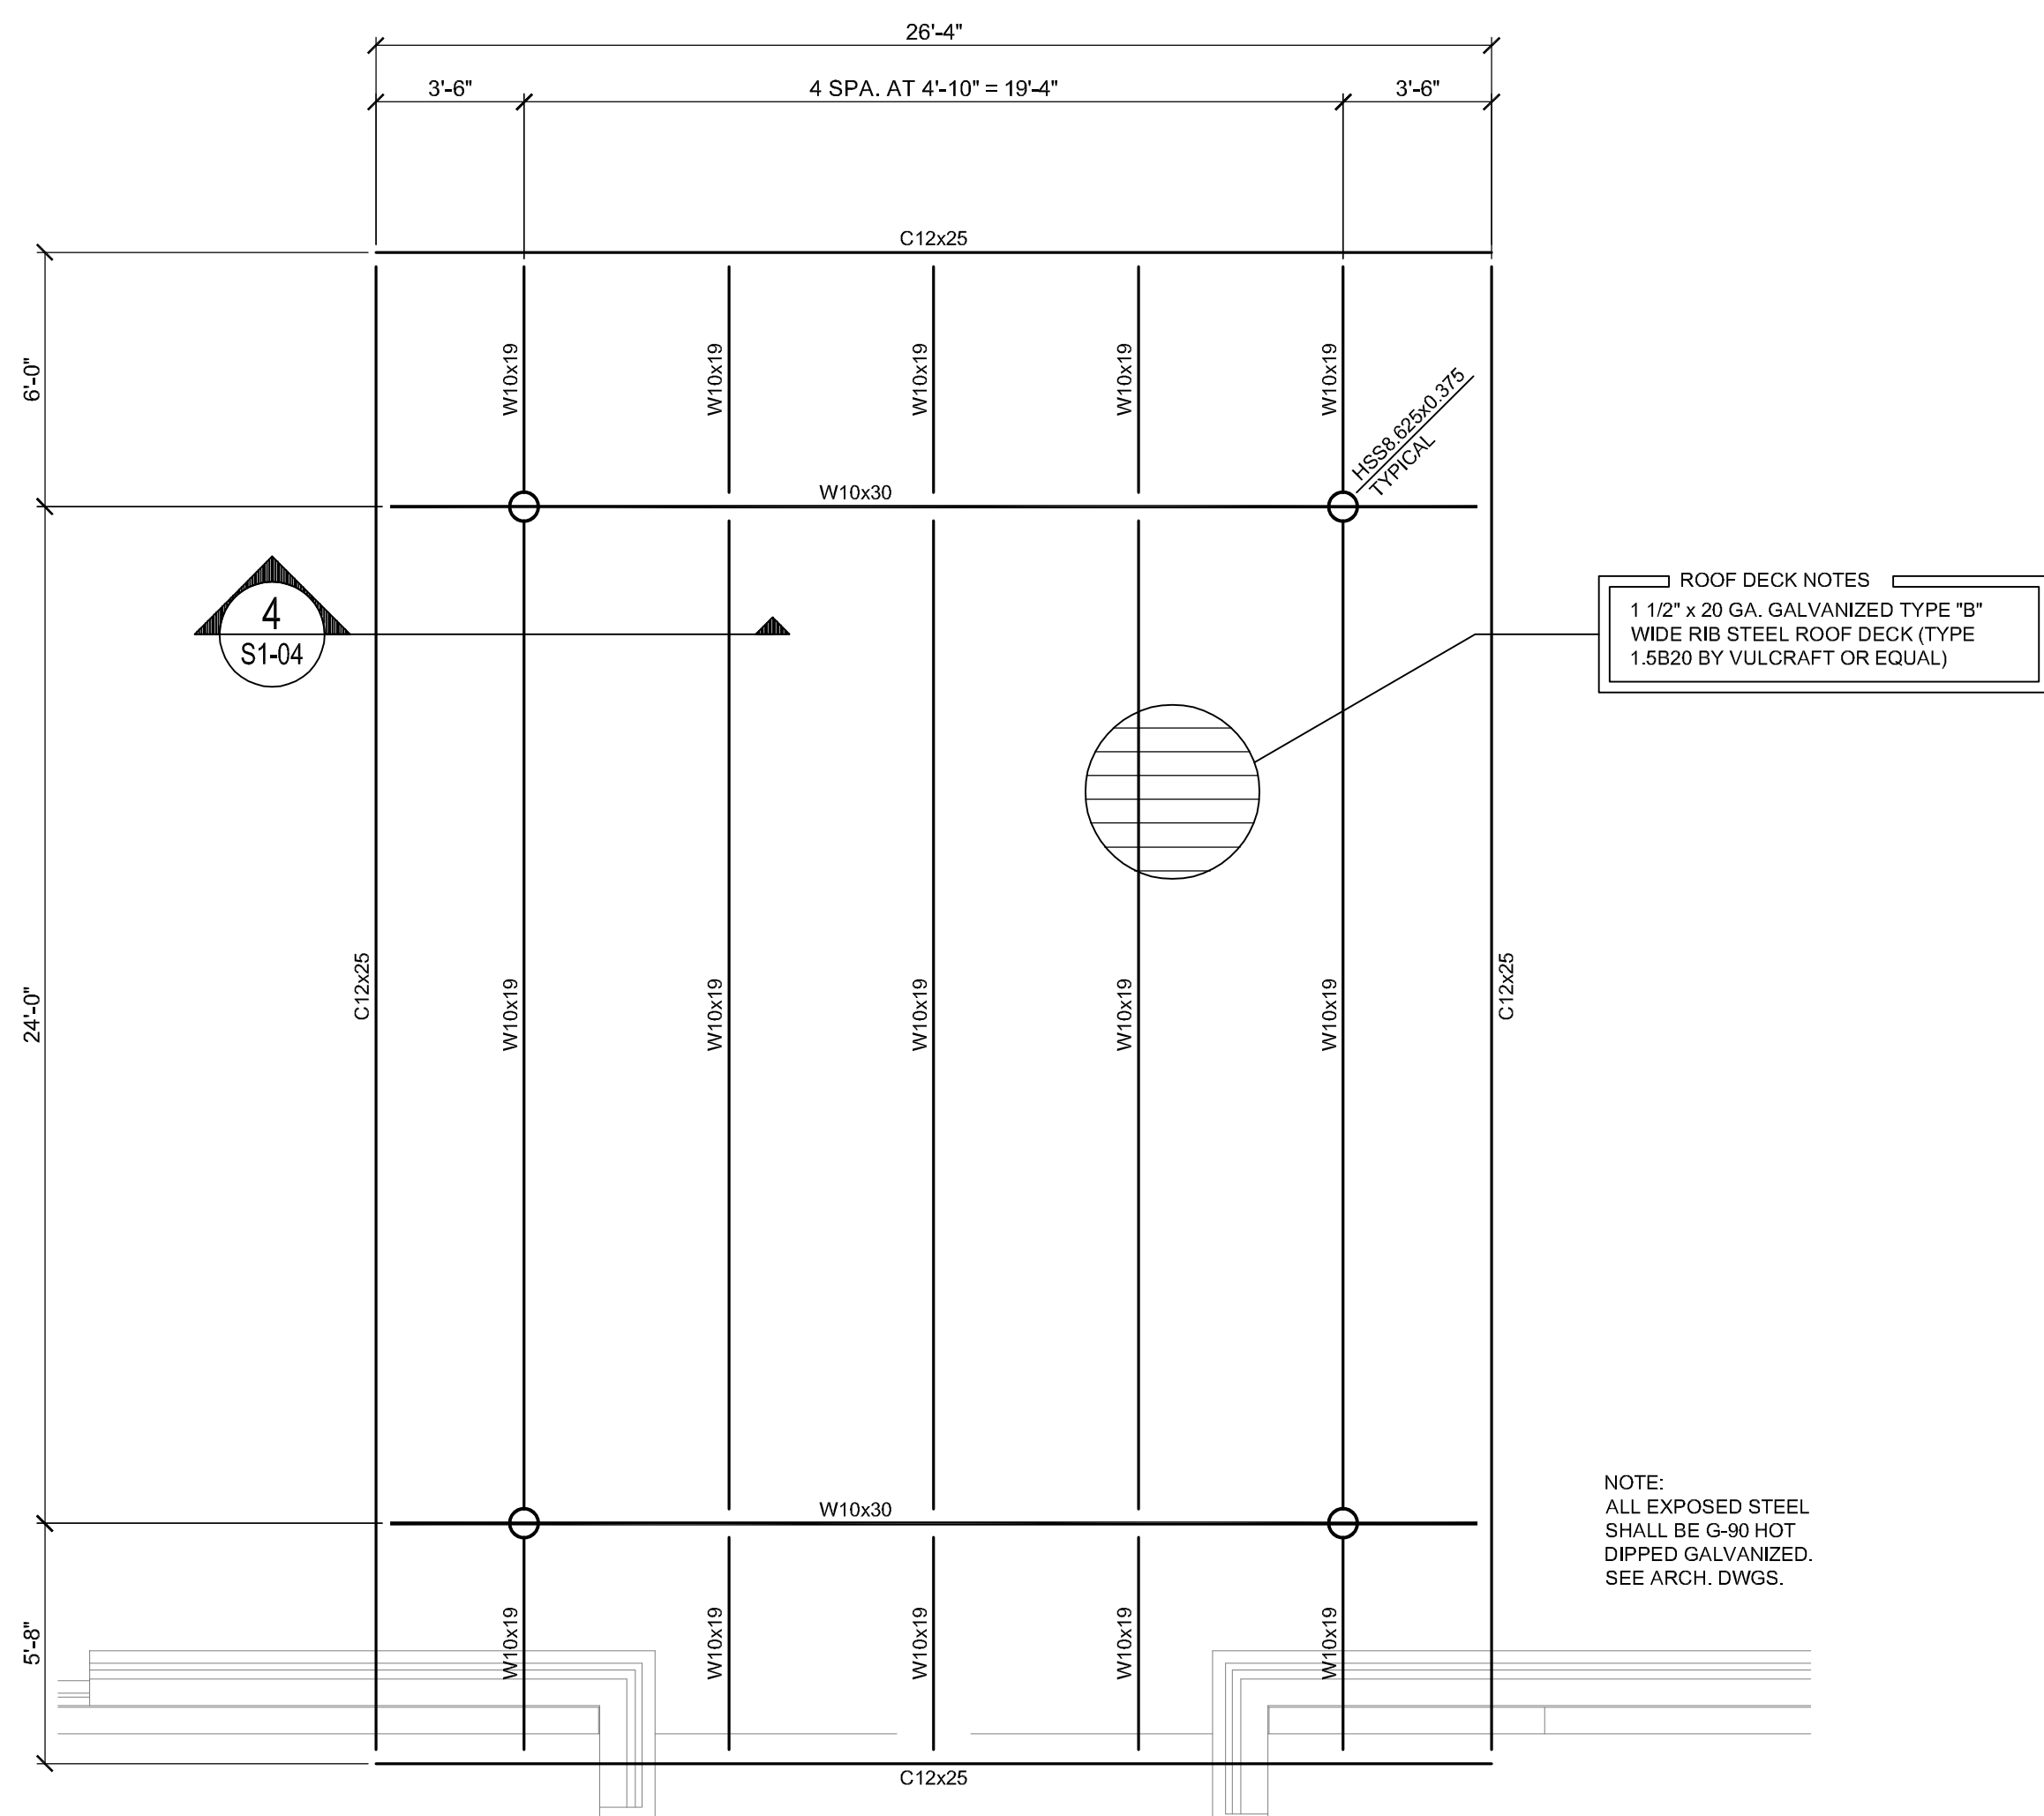 26'-4"
3'-6"
4 SPA. AT 4'-10" = 19'-4"
3'-6"
C12x25
6'-0"
W10x19
W10x19
W10x19
W10x19
W10x19
HSS8.625x0.375
TYPICAL
W10x30
4
S1-04
ROOF DECK NOTES
1 1/2" x 20 GA. GALVANIZED TYPE "B"
WIDE RIB STEEL ROOF DECK (TYPE
1.5B20 BY VULCRAFT OR EQUAL)
24'-0"
C12x25
W10x19
W10x19
W10x19
W10x19
W10x19
C12x25
W10x30
NOTE:
ALL EXPOSED STEEL
SHALL BE G-90 HOT
DIPPED GALVANIZED.
SEE ARCH. DWGS.
5'-8"
W10x19
W10x19
W10x19
W10x19
W10x19
C12x25